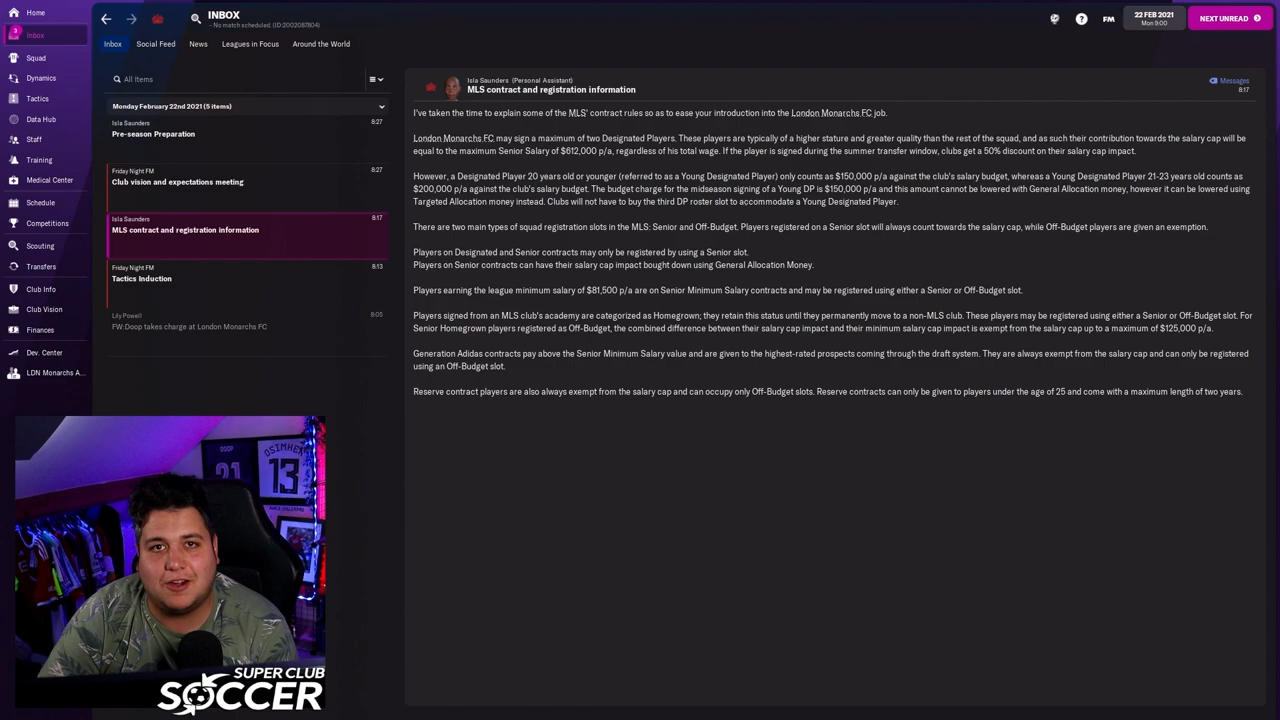 Home
3
Inbox
Squad
Dynamics
Tactics
Data Hub
Staff
Training
Medical Center
Schedule
Competitions
Scouting
Transfers
Club Info
Club Vision
Finances
Dev. Center
LDN Monarchs A...
INBOX
– No match scheduled. (ID:2002087804)
FM
22 FEB 2021
Mon 9:00
NEXT UNREAD
Inbox
Social Feed
News
Leagues in Focus
Around the World
All Items
Monday February 22nd 2021 (5 items)
Isla Saunders 8:27
Pre-season Preparation
Friday Night FM 8:27
Club vision and expectations meeting
Isla Saunders 8:17
MLS contract and registration information
Friday Night FM 8:13
Tactics Induction
Lily Powell 8:05
FW:Doop takes charge at London Monarchs FC
Isla Saunders (Personal Assistant)
MLS contract and registration information
Messages
8:17
I've taken the time to explain some of the MLS' contract rules so as to ease your introduction into the London Monarchs FC job.
London Monarchs FC may sign a maximum of two Designated Players. These players are typically of a higher stature and greater quality than the rest of the squad, and as such their contribution towards the salary cap will be
equal to the maximum Senior Salary of $612,000 p/a, regardless of his total wage. If the player is signed during the summer transfer window, clubs get a 50% discount on their salary cap impact.
However, a Designated Player 20 years old or younger (referred to as a Young Designated Player) only counts as $150,000 p/a against the club's salary budget, whereas a Young Designated Player 21-23 years old counts as
$200,000 p/a against the club's salary budget. The budget charge for the midseason signing of a Young DP is $150,000 p/a and this amount cannot be lowered with General Allocation money, however it can be lowered using
Targeted Allocation money instead. Clubs will not have to buy the third DP roster slot to accommodate a Young Designated Player.
There are two main types of squad registration slots in the MLS: Senior and Off-Budget. Players registered on a Senior slot will always count towards the salary cap, while Off-Budget players are given an exemption.
Players on Designated and Senior contracts may only be registered by using a Senior slot.
Players on Senior contracts can have their salary cap impact bought down using General Allocation Money.
Players earning the league minimum salary of $81,500 p/a are on Senior Minimum Salary contracts and may be registered using either a Senior or Off-Budget slot.
Players signed from an MLS club's academy are categorized as Homegrown; they retain this status until they permanently move to a non-MLS club. These players may be registered using either a Senior or Off-Budget slot. For
Senior Homegrown players registered as Off-Budget, the combined difference between their salary cap impact and their minimum salary cap impact is exempt from the salary cap up to a maximum of $125,000 p/a.
Generation Adidas contracts pay above the Senior Minimum Salary value and are given to the highest-rated prospects coming through the draft system. They are always exempt from the salary cap and can only be registered
using an Off-Budget slot.
Reserve contract players are also always exempt from the salary cap and can occupy only Off-Budget slots. Reserve contracts can only be given to players under the age of 25 and come with a maximum length of two years.
DOOP
21
OSIMHEN
13
SUPER CLUB
SOCCER